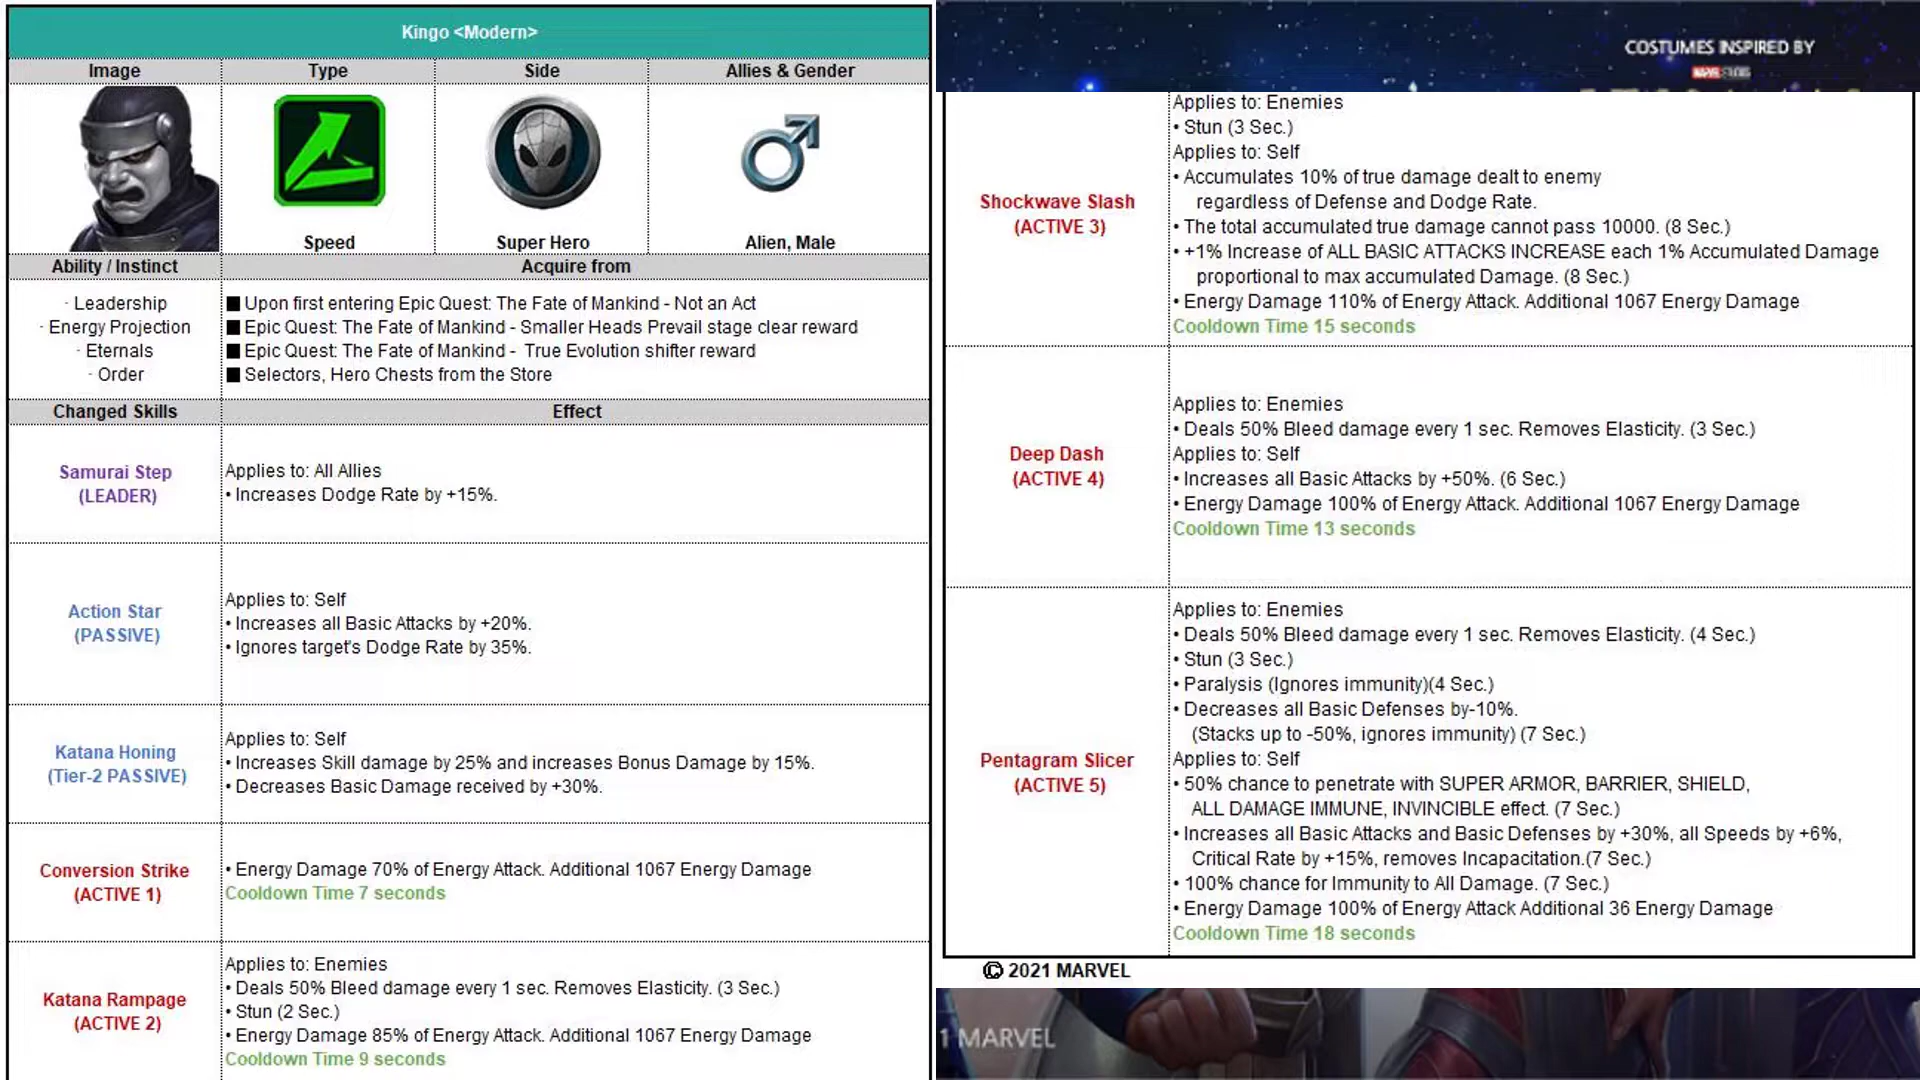 Kingo <Modern>
Image
Type
Side
Allies & Gender
Speed
Super Hero
Alien, Male
Ability / Instinct
Acquire from
· Leadership
· Energy Projection
· Eternals
· Order
■ Upon first entering Epic Quest: The Fate of Mankind - Not an Act
■ Epic Quest: The Fate of Mankind - Smaller Heads Prevail stage clear reward
■ Epic Quest: The Fate of Mankind - True Evolution shifter reward
■ Selectors, Hero Chests from the Store
Changed Skills
Effect
Samurai Step
(LEADER)
Applies to: All Allies
• Increases Dodge Rate by +15%.
Action Star
(PASSIVE)
Applies to: Self
• Increases all Basic Attacks by +20%.
• Ignores target's Dodge Rate by 35%.
Katana Honing
(Tier-2 PASSIVE)
Applies to: Self
• Increases Skill damage by 25% and increases Bonus Damage by 15%.
• Decreases Basic Damage received by +30%.
Conversion Strike
(ACTIVE 1)
• Energy Damage 70% of Energy Attack. Additional 1067 Energy Damage
Cooldown Time 7 seconds
Katana Rampage
(ACTIVE 2)
Applies to: Enemies
• Deals 50% Bleed damage every 1 sec. Removes Elasticity. (3 Sec.)
• Stun (2 Sec.)
• Energy Damage 85% of Energy Attack. Additional 1067 Energy Damage
Cooldown Time 9 seconds
COSTUMES INSPIRED BY
MARVEL STUDIOS
Shockwave Slash
(ACTIVE 3)
Applies to: Enemies
• Stun (3 Sec.)
Applies to: Self
• Accumulates 10% of true damage dealt to enemy
regardless of Defense and Dodge Rate.
• The total accumulated true damage cannot pass 10000. (8 Sec.)
• +1% Increase of ALL BASIC ATTACKS INCREASE each 1% Accumulated Damage
proportional to max accumulated Damage. (8 Sec.)
• Energy Damage 110% of Energy Attack. Additional 1067 Energy Damage
Cooldown Time 15 seconds
Deep Dash
(ACTIVE 4)
Applies to: Enemies
• Deals 50% Bleed damage every 1 sec. Removes Elasticity. (3 Sec.)
Applies to: Self
• Increases all Basic Attacks by +50%. (6 Sec.)
• Energy Damage 100% of Energy Attack. Additional 1067 Energy Damage
Cooldown Time 13 seconds
Pentagram Slicer
(ACTIVE 5)
Applies to: Enemies
• Deals 50% Bleed damage every 1 sec. Removes Elasticity. (4 Sec.)
• Stun (3 Sec.)
• Paralysis (Ignores immunity)(4 Sec.)
• Decreases all Basic Defenses by-10%.
(Stacks up to -50%, ignores immunity) (7 Sec.)
Applies to: Self
• 50% chance to penetrate with SUPER ARMOR, BARRIER, SHIELD,
ALL DAMAGE IMMUNE, INVINCIBLE effect. (7 Sec.)
• Increases all Basic Attacks and Basic Defenses by +30%, all Speeds by +6%,
Critical Rate by +15%, removes Incapacitation.(7 Sec.)
• 100% chance for Immunity to All Damage. (7 Sec.)
• Energy Damage 100% of Energy Attack Additional 36 Energy Damage
Cooldown Time 18 seconds
© 2021 MARVEL
1 MARVEL